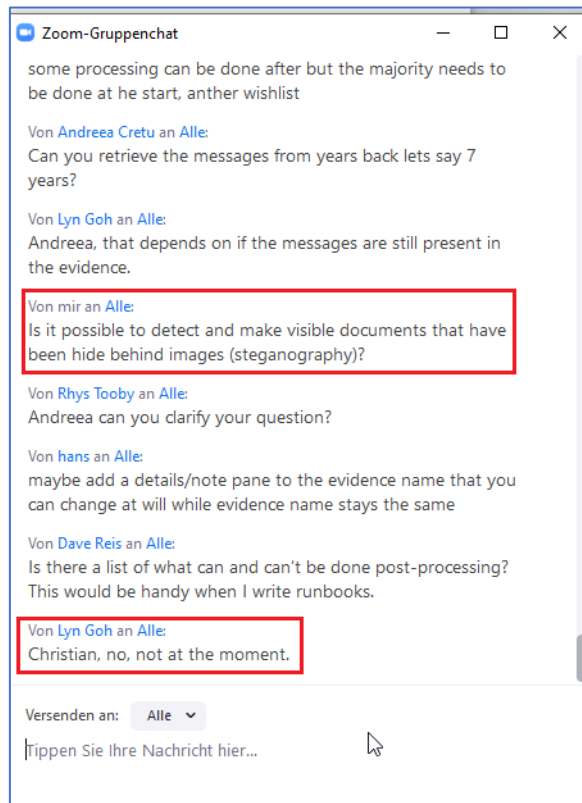 Zoom-Gruppenchat
some processing can be done after but the majority needs to
be done at he start, anther wishlist
Von Andreea Cretu an Alle:
Can you retrieve the messages from years back lets say 7
years?
Von Lyn Goh an Alle:
Andreea, that depends on if the messages are still present in
the evidence.
Von mir an Alle:
Is it possible to detect and make visible documents that have
been hide behind images (steganography)?
Von Rhys Tooby an Alle:
Andreea can you clarify your question?
Von hans an Alle:
maybe add a details/note pane to the evidence name that you
can change at will while evidence name stays the same
Von Dave Reis an Alle:
Is there a list of what can and can't be done post-processing?
This would be handy when I write runbooks.
Von Lyn Goh an Alle:
Christian, no, not at the moment.
Versenden an: Alle
Tippen Sie Ihre Nachricht hier...